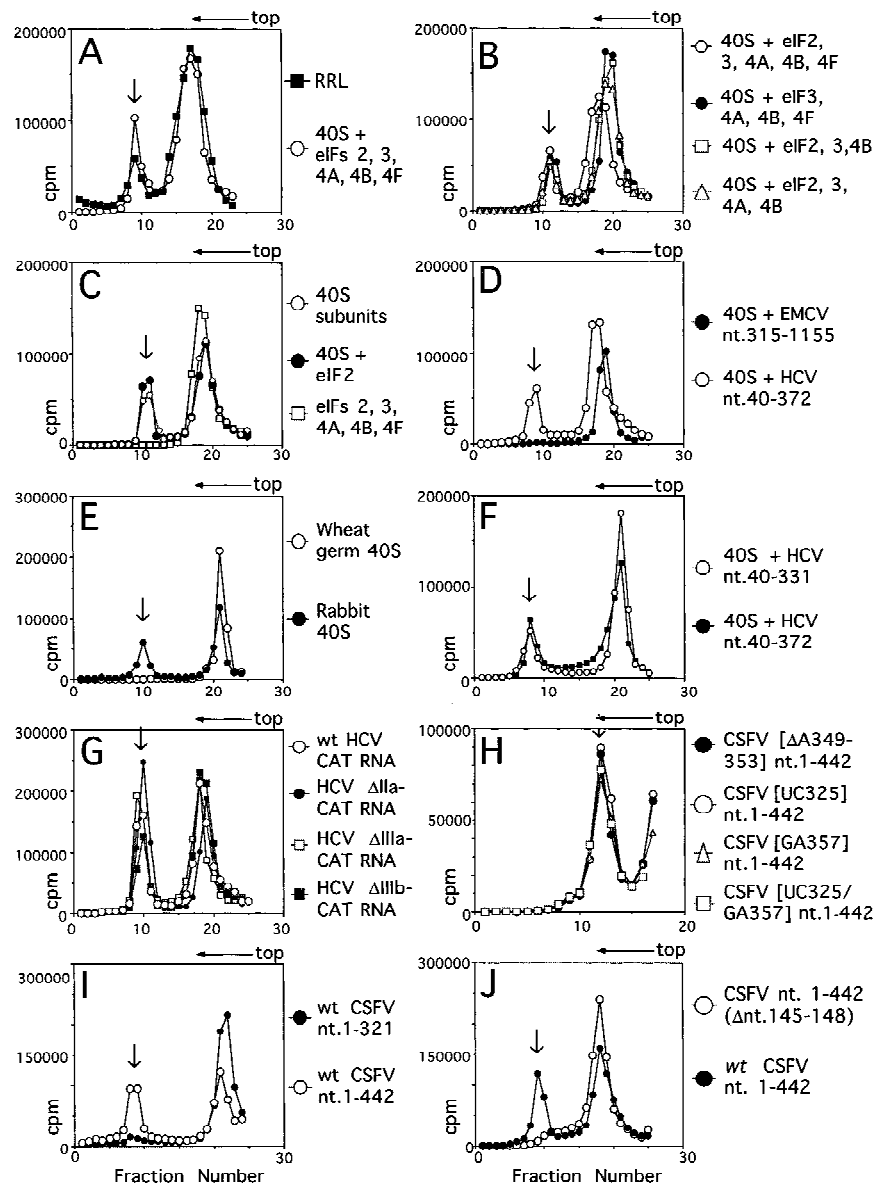 top
200000
100000
0
cpm
A
0 10 20 30
RRL
40S +
eIFs 2, 3,
4A, 4B, 4F
top
200000
100000
0
cpm
B
0 10 20 30
40S + eIF2,
3, 4A, 4B, 4F
40S + eIF3,
4A, 4B, 4F
40S + eIF2, 3,4B
40S + eIF2, 3,
4A, 4B
top
200000
100000
0
cpm
C
0 10 20 30
40S
subunits
40S +
eIF2
eIFs 2, 3,
4A, 4B, 4F
top
200000
100000
0
cpm
D
0 10 20 30
40S + EMCV
nt.315-1155
40S + HCV
nt.40-372
top
300000
200000
100000
0
cpm
E
0 10 20 30
Wheat
germ 40S
Rabbit
40S
top
200000
100000
0
cpm
F
0 10 20 30
40S + HCV
nt.40-331
40S + HCV
nt.40-372
top
300000
200000
100000
0
cpm
G
0 10 20 30
wt HCV
CAT RNA
HCV ΔIIa-
CAT RNA
HCV ΔIIIa-
CAT RNA
HCV ΔIIIb-
CAT RNA
top
100000
50000
0
cpm
H
0 10 20
CSFV [ΔA349-
353] nt.1-442
CSFV [UC325]
nt.1-442
CSFV [GA357]
nt.1-442
CSFV [UC325/
GA357] nt.1-442
top
300000
150000
0
cpm
I
0 30
Fraction Number
wt CSFV
nt.1-321
wt CSFV
nt.1-442
top
300000
150000
0
cpm
J
0 10 20 30
Fraction Number
CSFV nt. 1-442
(Δnt.145-148)
wt CSFV
nt. 1-442